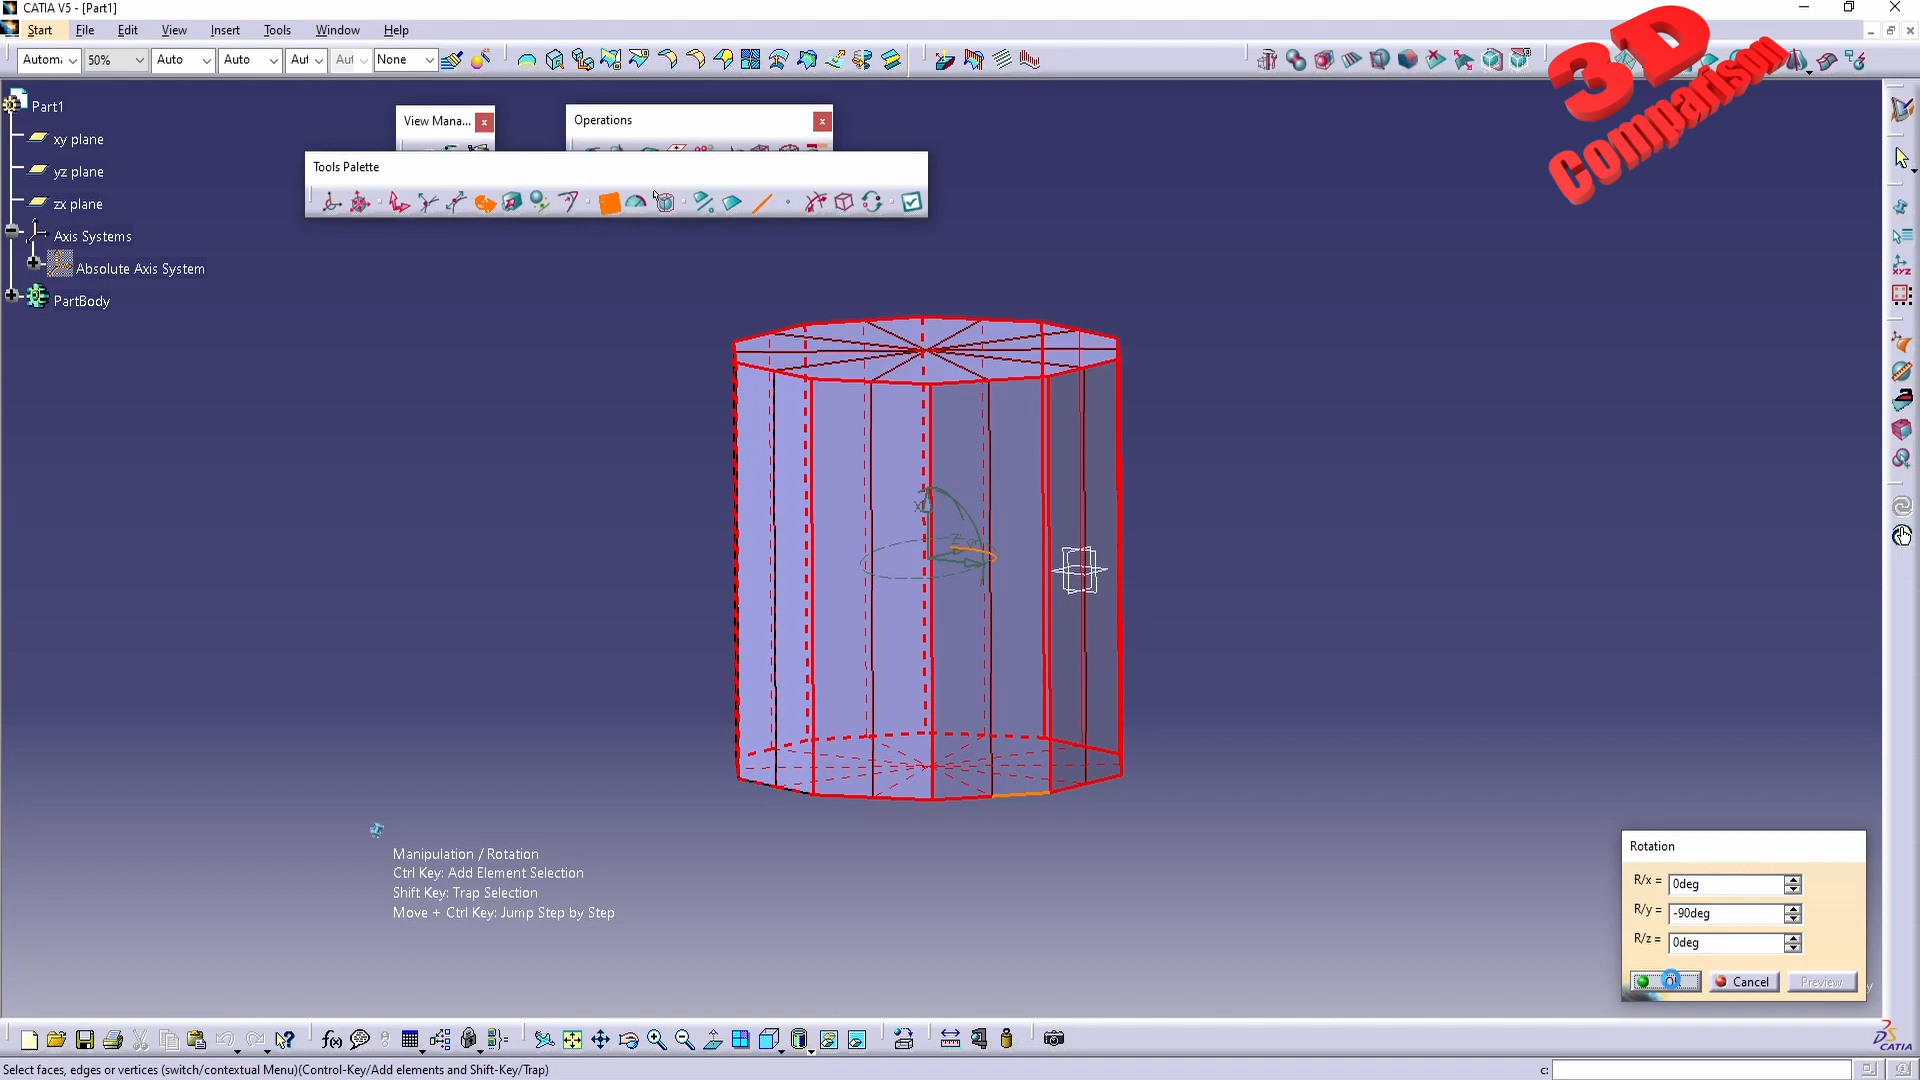 CATIA V5 - [Part1]
Start File Edit View Insert Tools Window Help
Autom 50% Auto Auto Aut Aut None
3D
Comparison
Part1
xy plane
yz plane
zx plane
Axis Systems
Absolute Axis System
PartBody
View Mana... x
Operations x
Tools Palette
XYZ
x
z
Manipulation / Rotation
Ctrl Key: Add Element Selection
Shift Key: Trap Selection
Move + Ctrl Key: Jump Step by Step
Rotation
R/x = 0deg
R/y = -90deg
R/z = 0deg
Cancel Preview
f(x)
CATIA
Select faces, edges or vertices (switch/contextual Menu)(Control-Key/Add elements and Shift-Key/Trap)
c: